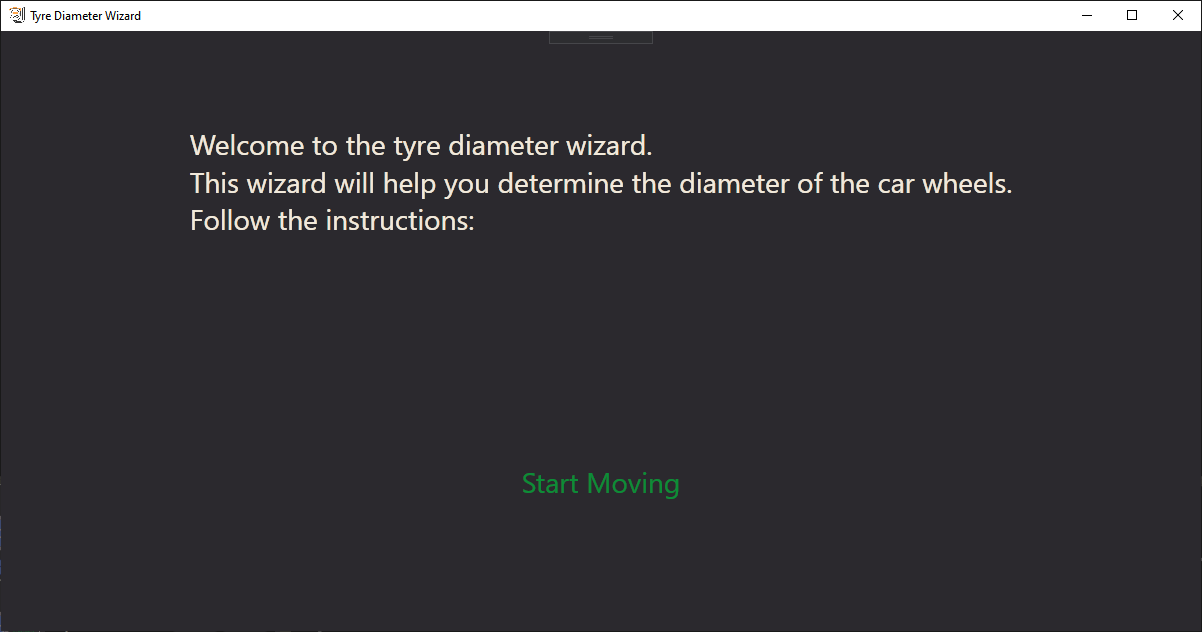 Tyre Diameter Wizard
Welcome to the tyre diameter wizard.
This wizard will help you determine the diameter of the car wheels.
Follow the instructions:
Start Moving